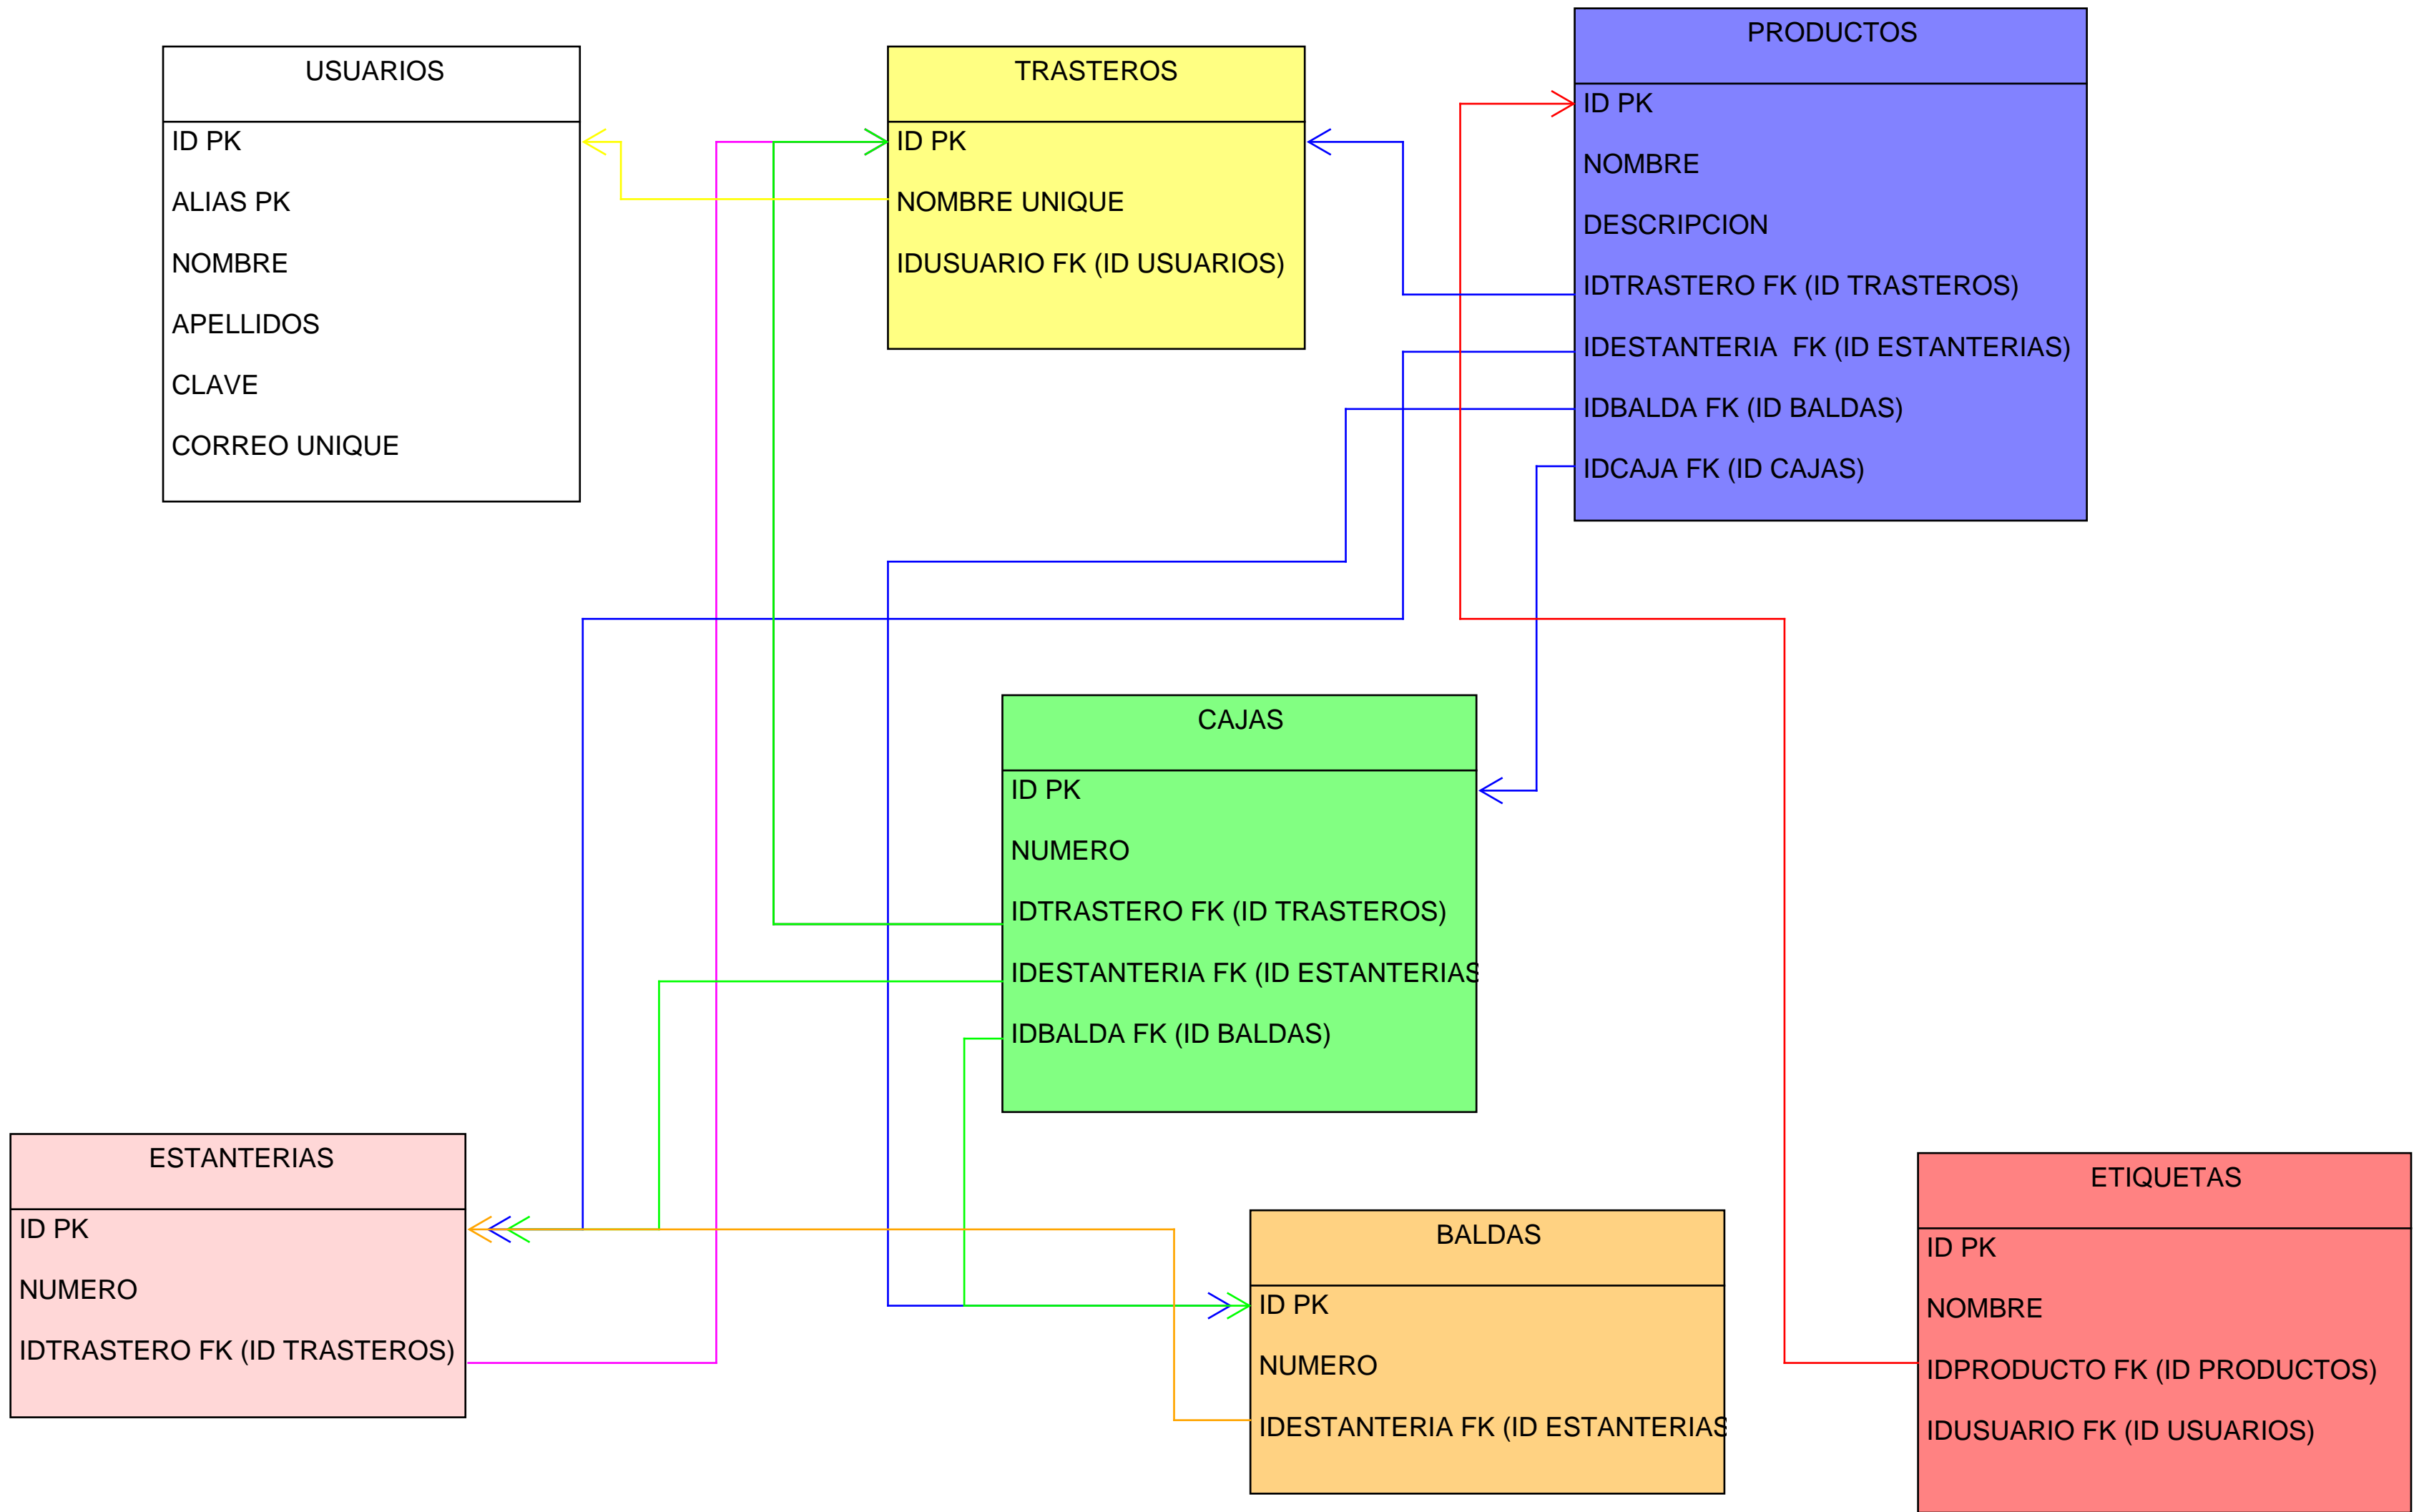 USUARIOS
ID PK
ALIAS PK
NOMBRE
APELLIDOS
CLAVE
CORREO UNIQUE
TRASTEROS
ID PK
NOMBRE UNIQUE
IDUSUARIO FK (ID USUARIOS)
PRODUCTOS
ID PK
NOMBRE
DESCRIPCION
IDTRASTERO FK (ID TRASTEROS)
IDESTANTERIA  FK (ID ESTANTERIAS)
IDBALDA FK (ID BALDAS)
IDCAJA FK (ID CAJAS)
CAJAS
ID PK
NUMERO
IDTRASTERO FK (ID TRASTEROS)
IDESTANTERIA FK (ID ESTANTERIAS
IDBALDA FK (ID BALDAS)
ESTANTERIAS
ID PK
NUMERO
IDTRASTERO FK (ID TRASTEROS)
BALDAS
ID PK
NUMERO
IDESTANTERIA FK (ID ESTANTERIAS
ETIQUETAS
ID PK
NOMBRE
IDPRODUCTO FK (ID PRODUCTOS)
IDUSUARIO FK (ID USUARIOS)